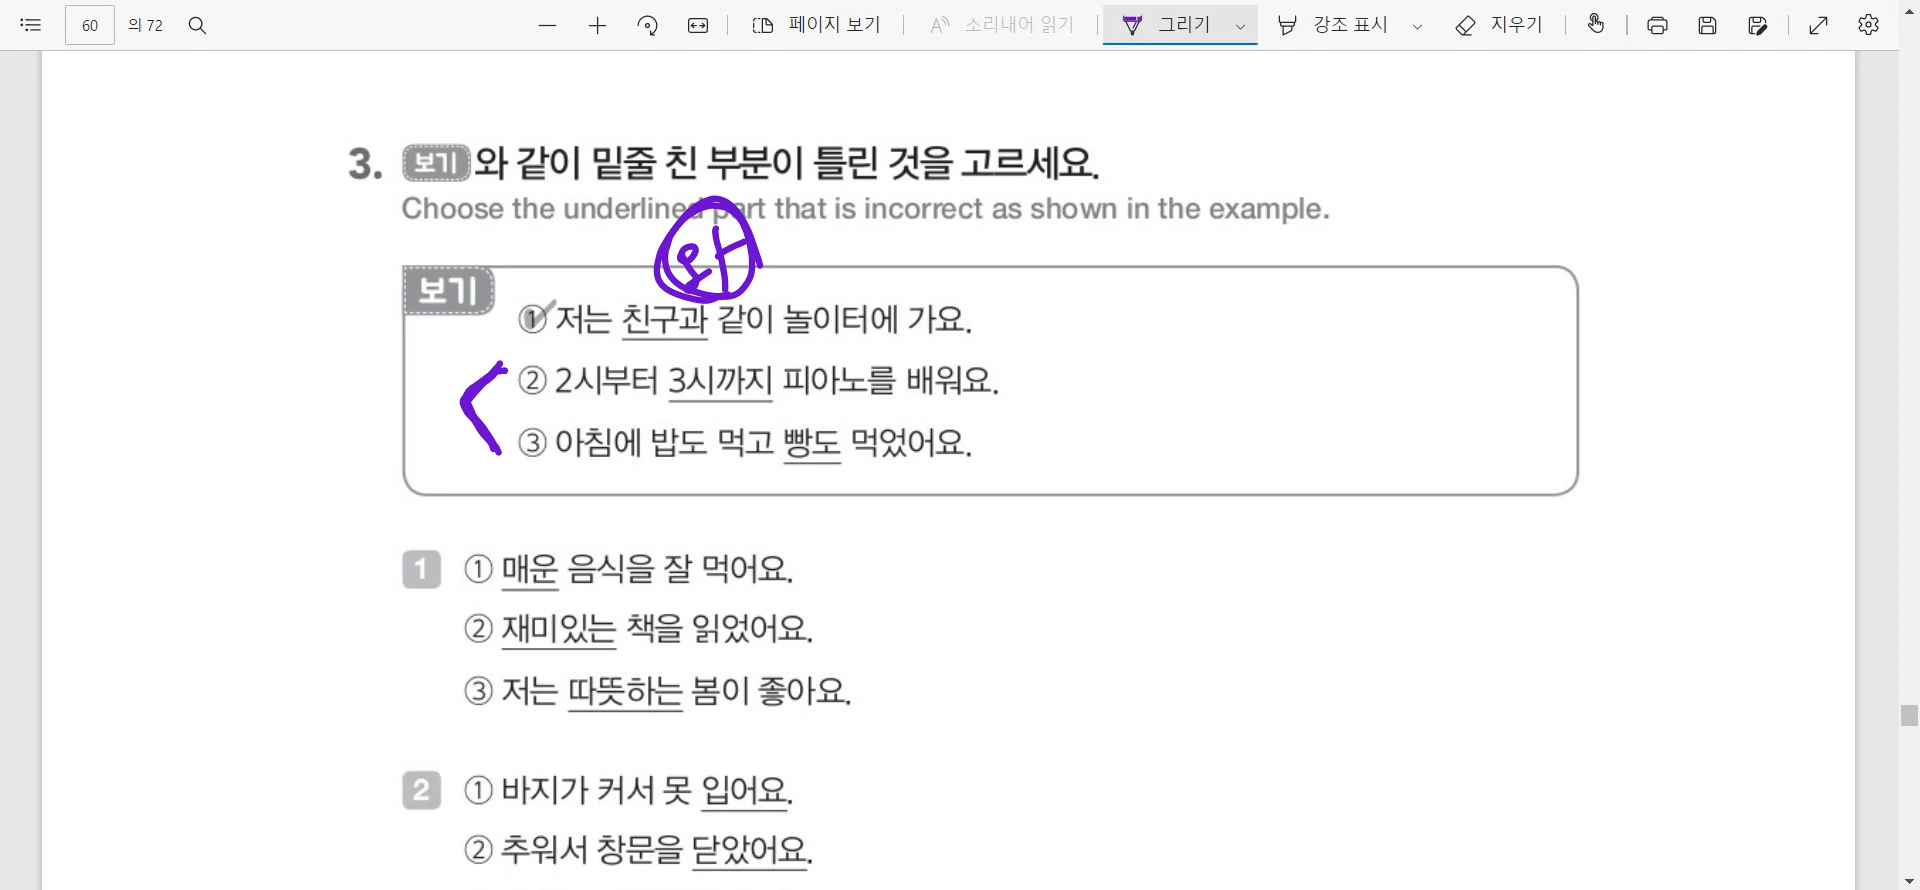 60 의 72 페이지 보기 A 소리내어 읽기 그리기 강조 표시 지우기
3. 보기 와 같이 밑줄 친 부분이 틀린 것을 고르세요.
Choose the underlined part that is incorrect as shown in the example.
와
보기
① 저는 친구과 같이 놀이터에 가요.
② 2시부터 3시까지 피아노를 배워요.
③ 아침에 밥도 먹고 빵도 먹었어요.
1 ① 매운 음식을 잘 먹어요.
② 재미있는 책을 읽었어요.
③ 저는 따뜻하는 봄이 좋아요.
2 ① 바지가 커서 못 입어요.
② 추워서 창문을 닫았어요.